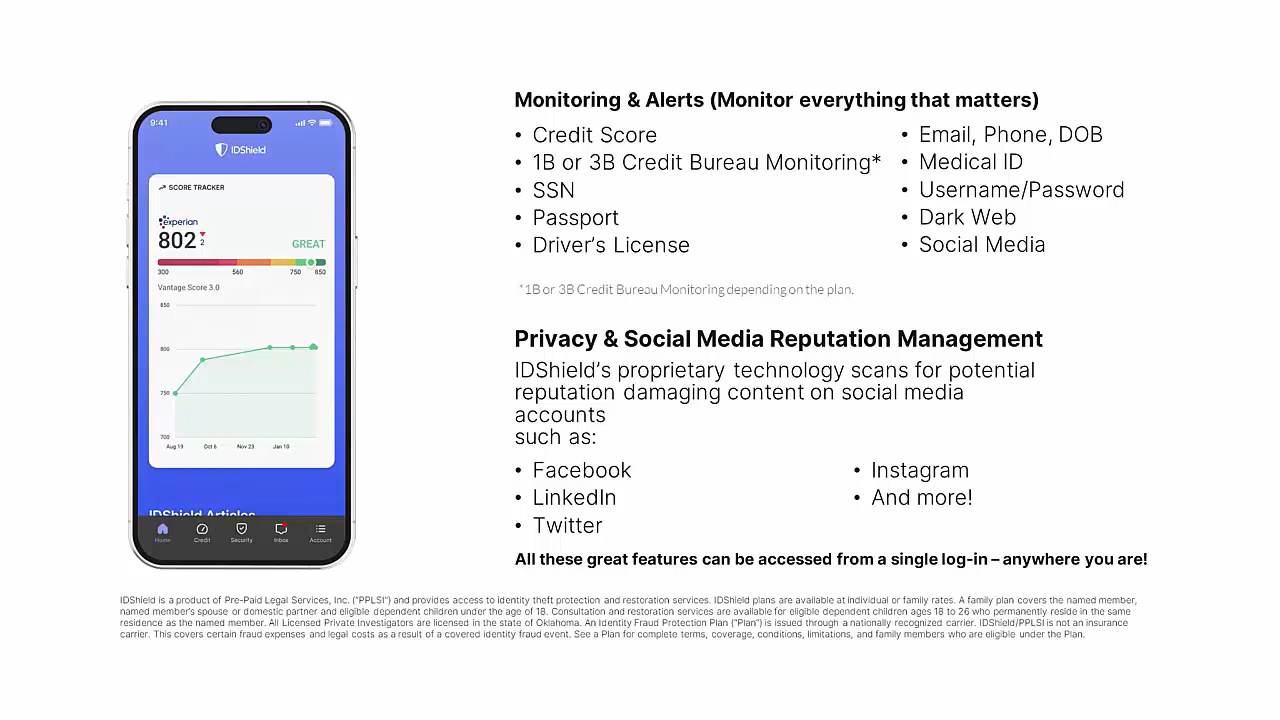 9:41
IDShield
SCORE TRACKER
experian
802 2
GREAT
300 560 750 850
Vantage Score 3.0
850
800
750
700
Aug 19 Oct 6 Nov 23 Jan 10
IDShield Articles
Home Credit Security Inbox Account
Monitoring & Alerts (Monitor everything that matters)
• Credit Score
• 1B or 3B Credit Bureau Monitoring*
• SSN
• Passport
• Driver’s License
• Email, Phone, DOB
• Medical ID
• Username/Password
• Dark Web
• Social Media
*1B or 3B Credit Bureau Monitoring depending on the plan.
Privacy & Social Media Reputation Management
IDShield’s proprietary technology scans for potential
reputation damaging content on social media
accounts
such as:
• Facebook
• LinkedIn
• Twitter
• Instagram
• And more!
All these great features can be accessed from a single log-in – anywhere you are!
IDShield is a product of Pre-Paid Legal Services, Inc. (“PPLSI”) and provides access to identity theft protection and restoration services. IDShield plans are available at individual or family rates. A family plan covers the named member,
named member’s spouse or domestic partner and eligible dependent children under the age of 18. Consultation and restoration services are available for eligible dependent children ages 18 to 26 who permanently reside in the same
residence as the named member. All Licensed Private Investigators are licensed in the state of Oklahoma. An Identity Fraud Protection Plan (“Plan”) is issued through a nationally recognized carrier. IDShield/PPLSI is not an insurance
carrier. This covers certain fraud expenses and legal costs as a result of a covered identity fraud event. See a Plan for complete terms, coverage, conditions, limitations, and family members who are eligible under the Plan.